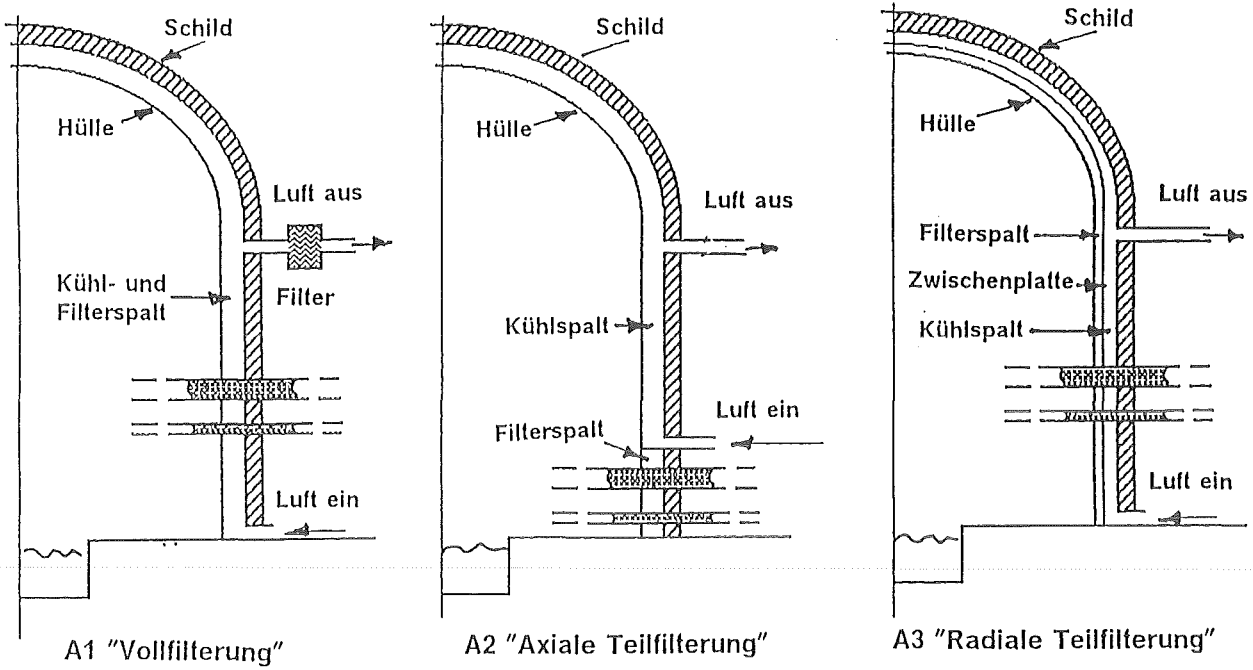 Schild
Hülle
Luft aus
Kühl- und
Filterspalt
Filter
Luft ein
A1 "Vollfilterung"
Schild
Hülle
Luft aus
Kühlspalt
Luft ein
Filterspalt
A2 "Axiale Teilfilterung"
Schild
Hülle
Luft aus
Filterspalt
Zwischenplatte
Kühlspalt
Luft ein
A3 "Radiale Teilfilterung"